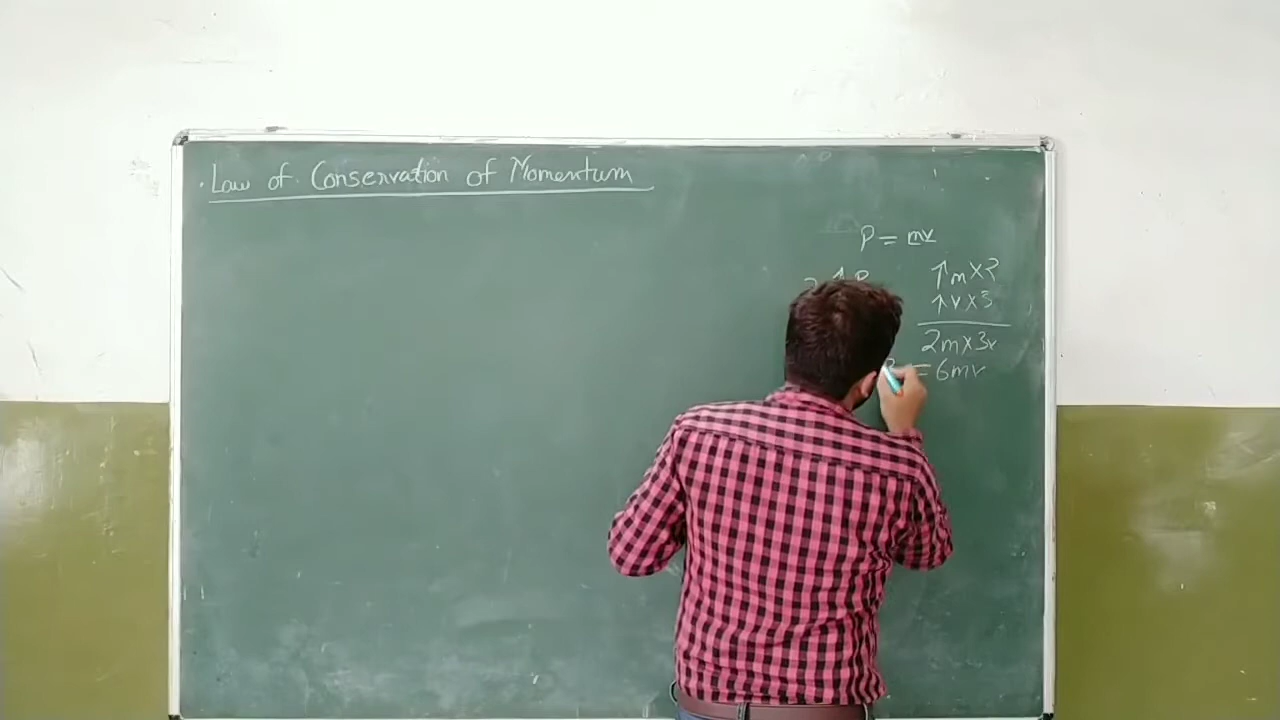 Law of Conservation of Momentum
P = mv
↑m×2
↑v×3
2m×3v
= 6mv